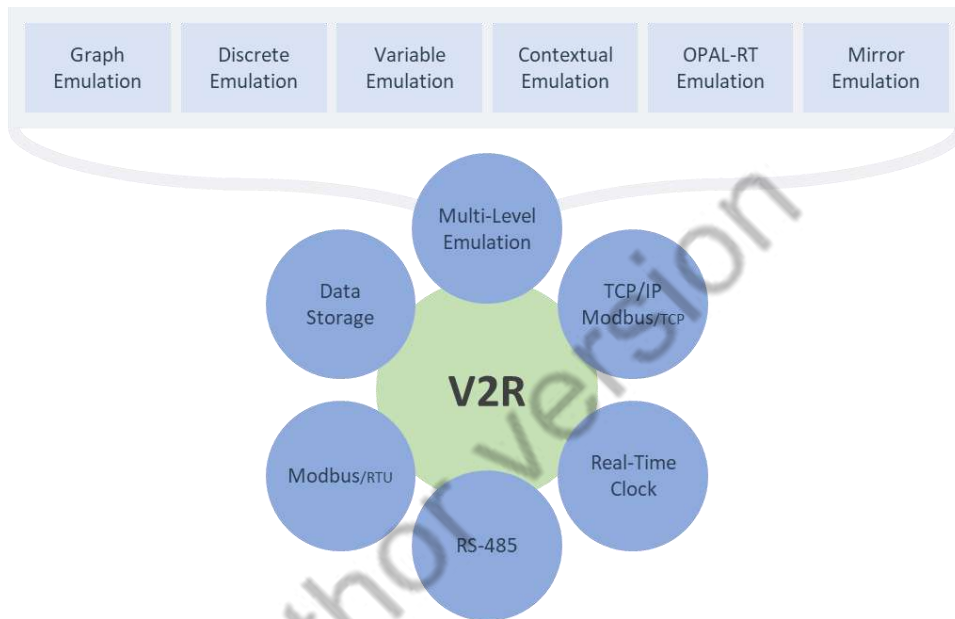 Graph
Emulation
Discrete
Emulation
Variable
Emulation
Contextual
Emulation
OPAL-RT
Emulation
Mirror
Emulation
Multi-Level
Emulation
Data
Storage
TCP/IP
Modbus/TCP
V2R
Modbus/RTU
Real-Time
Clock
RS-485
thor version